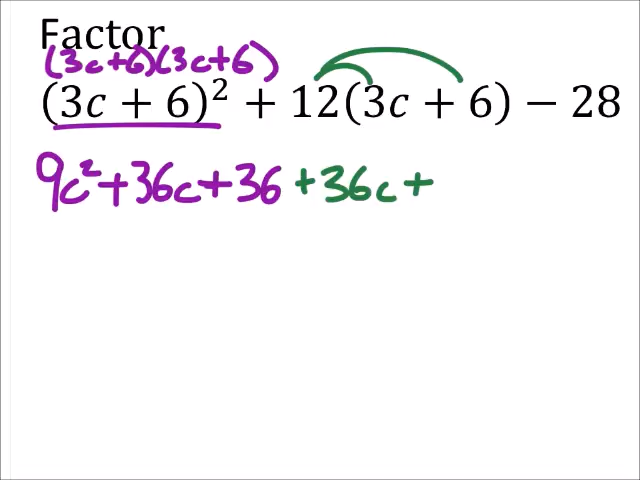 Factor
(3c+6)(3c+6)
(3c + 6)² + 12(3c + 6) − 28
9c²+36c+36 +36c+